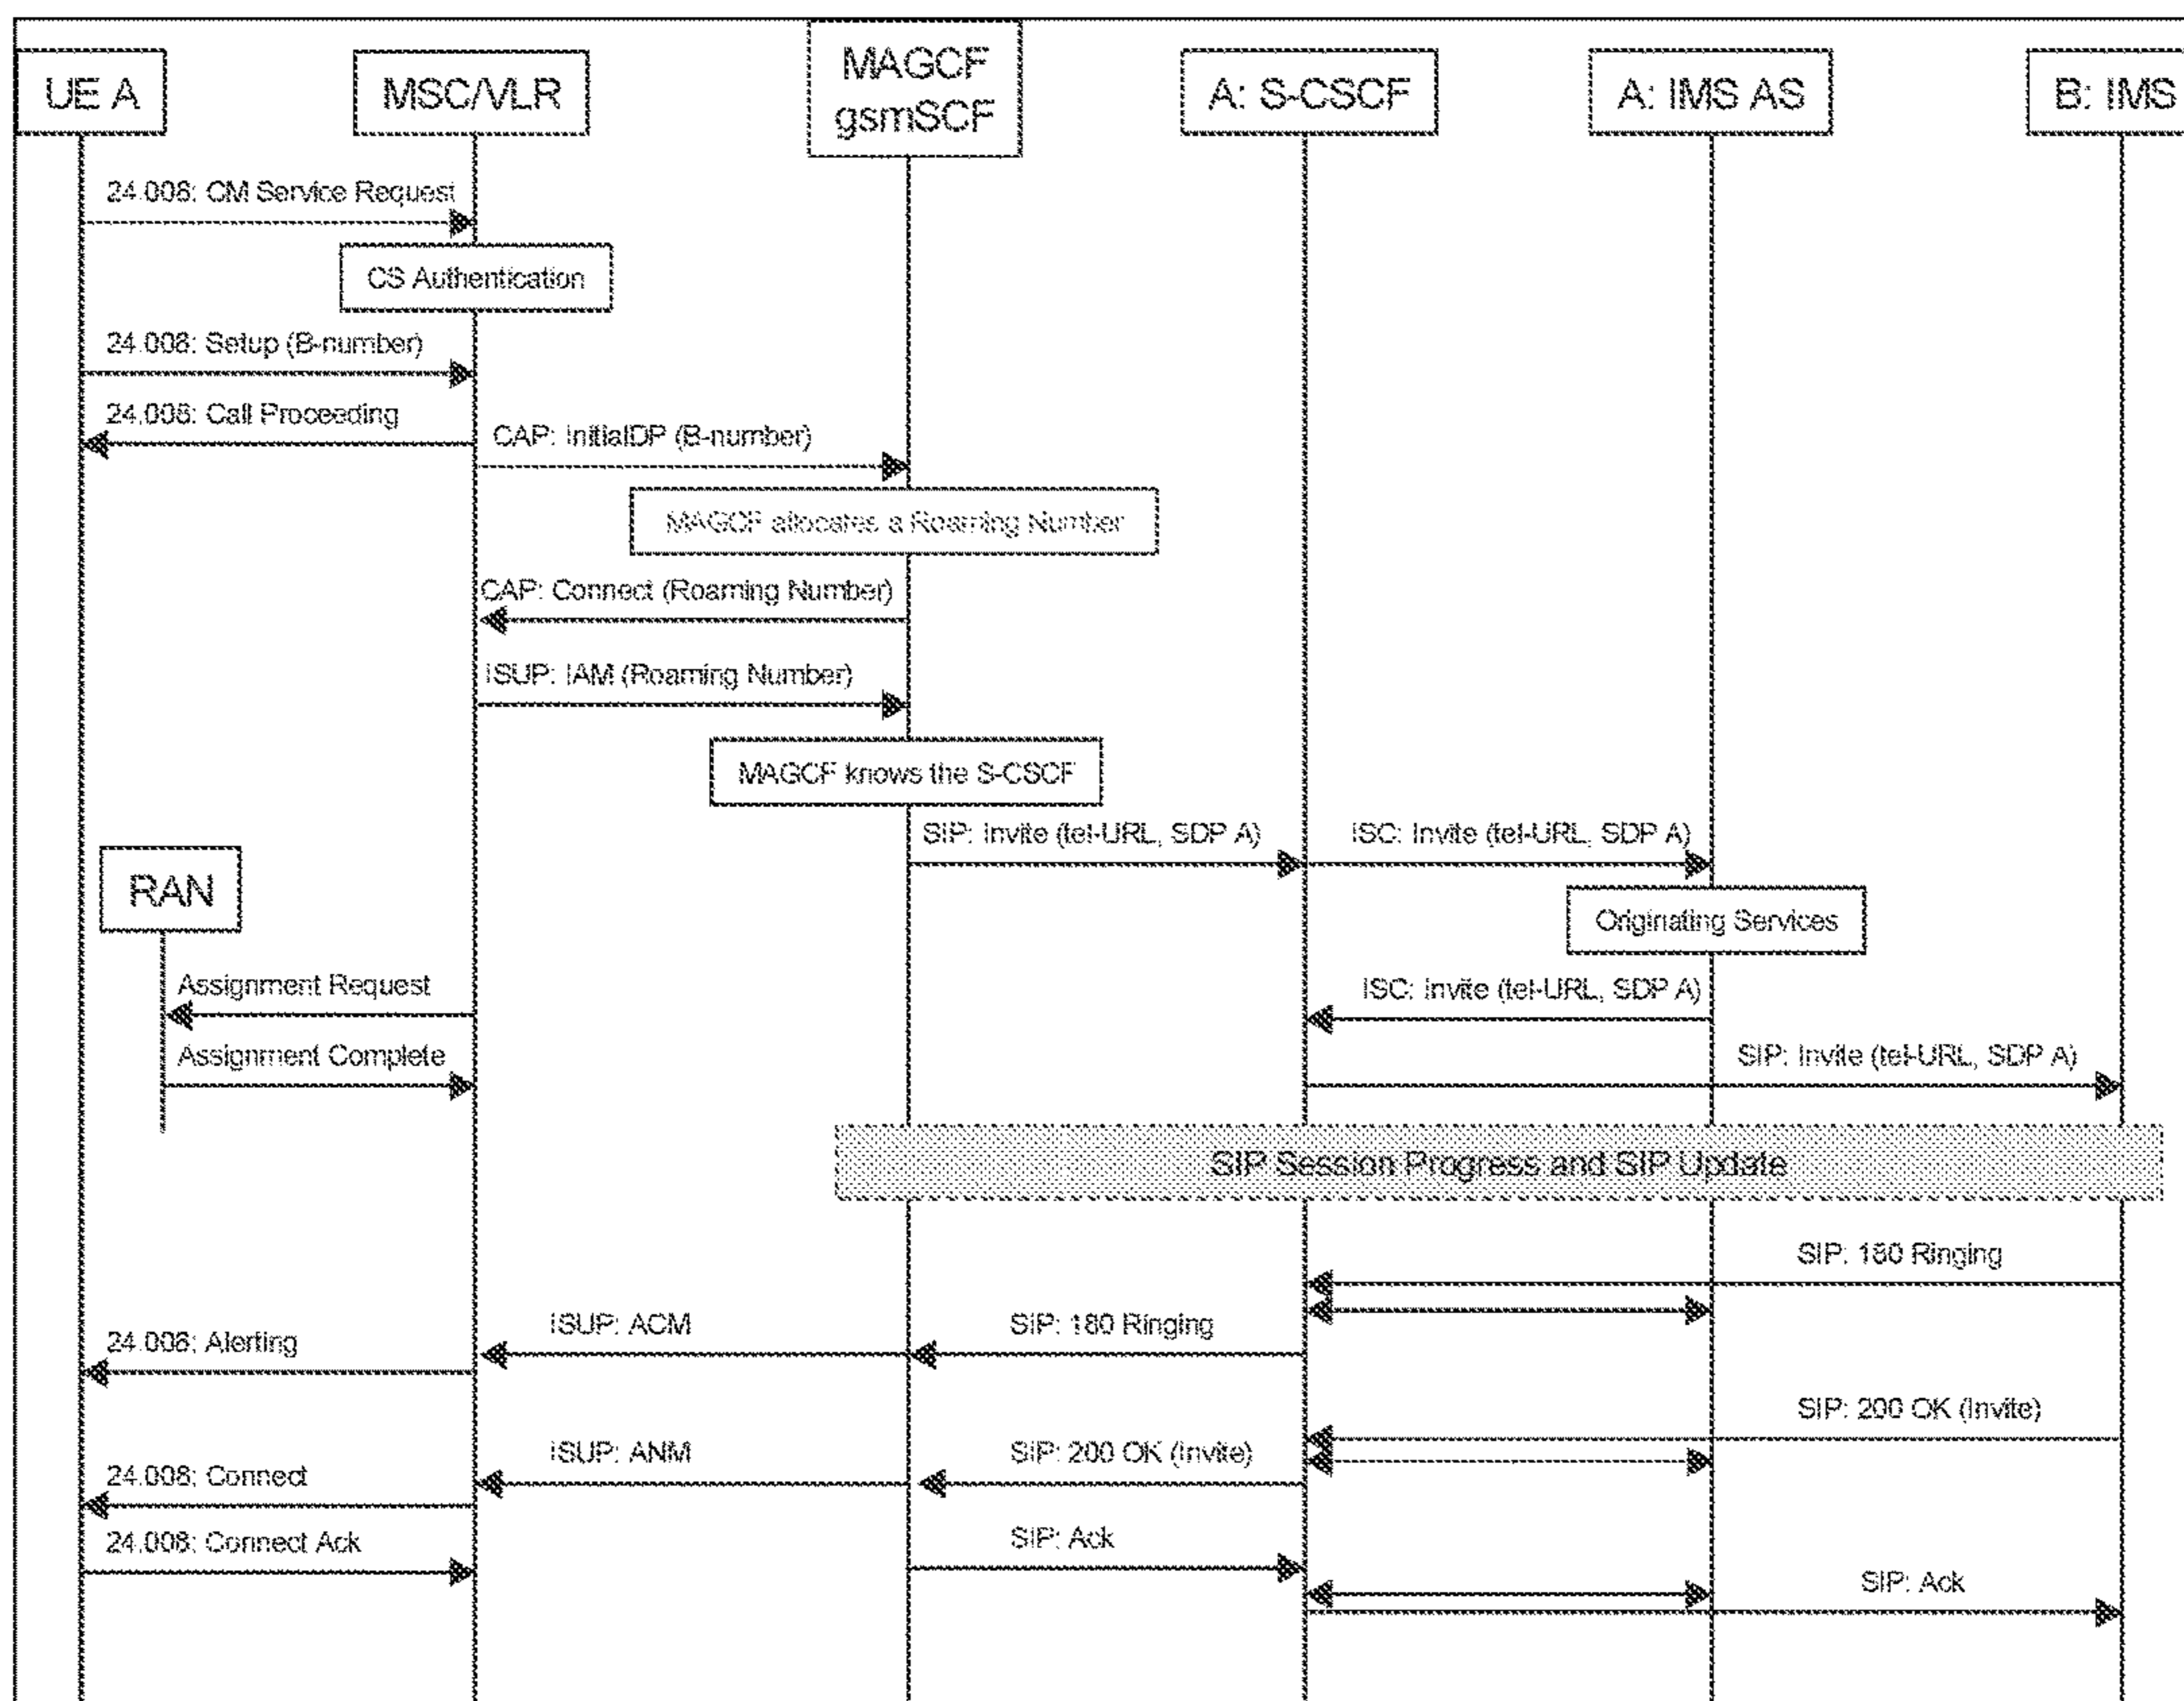 UE A
MSC/VLR
MAGCF
gsmSCF
A: S-CSCF
A: IMS AS
B: IMS
24.008: CM Service Request
CS Authentication
24.008: Setup (B-number)
24.008: Call Proceeding
CAP: InitialDP (B-number)
MAGCF allocates a Roaming Number
CAP: Connect (Roaming Number)
ISUP: IAM (Roaming Number)
MAGCF knows the S-CSCF
SIP: Invite (tel-URL, SDP A)
ISC: Invite (tel-URL, SDP A)
RAN
Originating Services
Assignment Request
ISC: Invite (tel-URL, SDP A)
Assignment Complete
SIP: Invite (tel-URL, SDP A)
SIP Session Progress and SIP Update
SIP: 180 Ringing
ISUP: ACM
SIP: 180 Ringing
24.008: Alerting
SIP: 200 OK (Invite)
ISUP: ANM
SIP: 200 OK (Invite)
24.008: Connect
24.008: Connect Ack
SIP: Ack
SIP: Ack